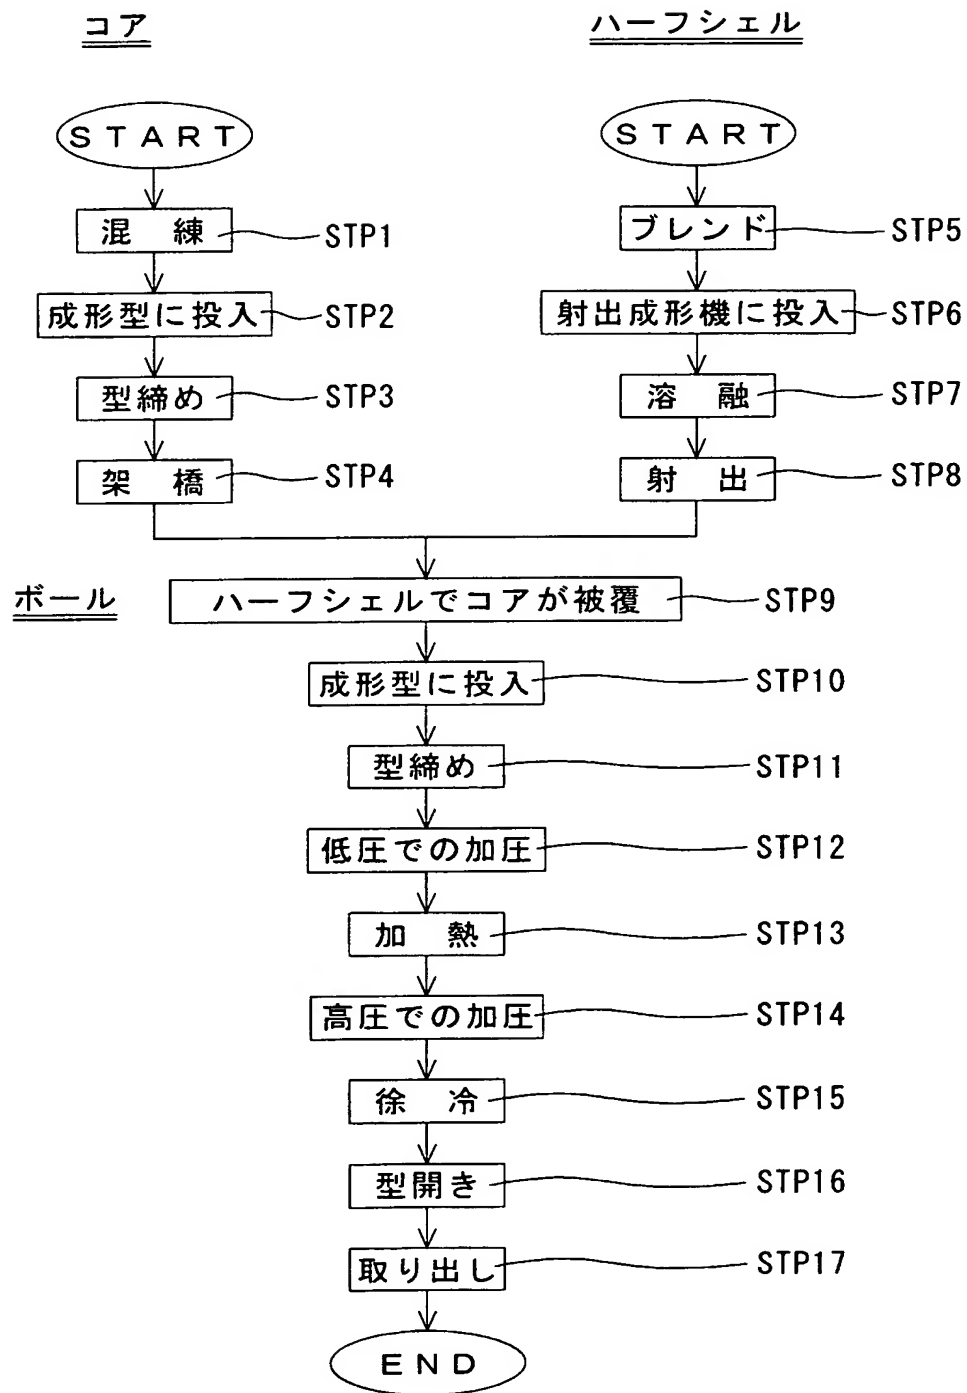 コア
START
混練 STP1
成形型に投入 STP2
型締め STP3
架橋 STP4
ハーフシェル
START
ブレンド STP5
射出成形機に投入 STP6
溶融 STP7
射出 STP8
ボール
ハーフシェルでコアが被覆 STP9
成形型に投入 STP10
型締め STP11
低圧での加圧 STP12
加熱 STP13
高圧での加圧 STP14
徐冷 STP15
型開き STP16
取り出し STP17
END